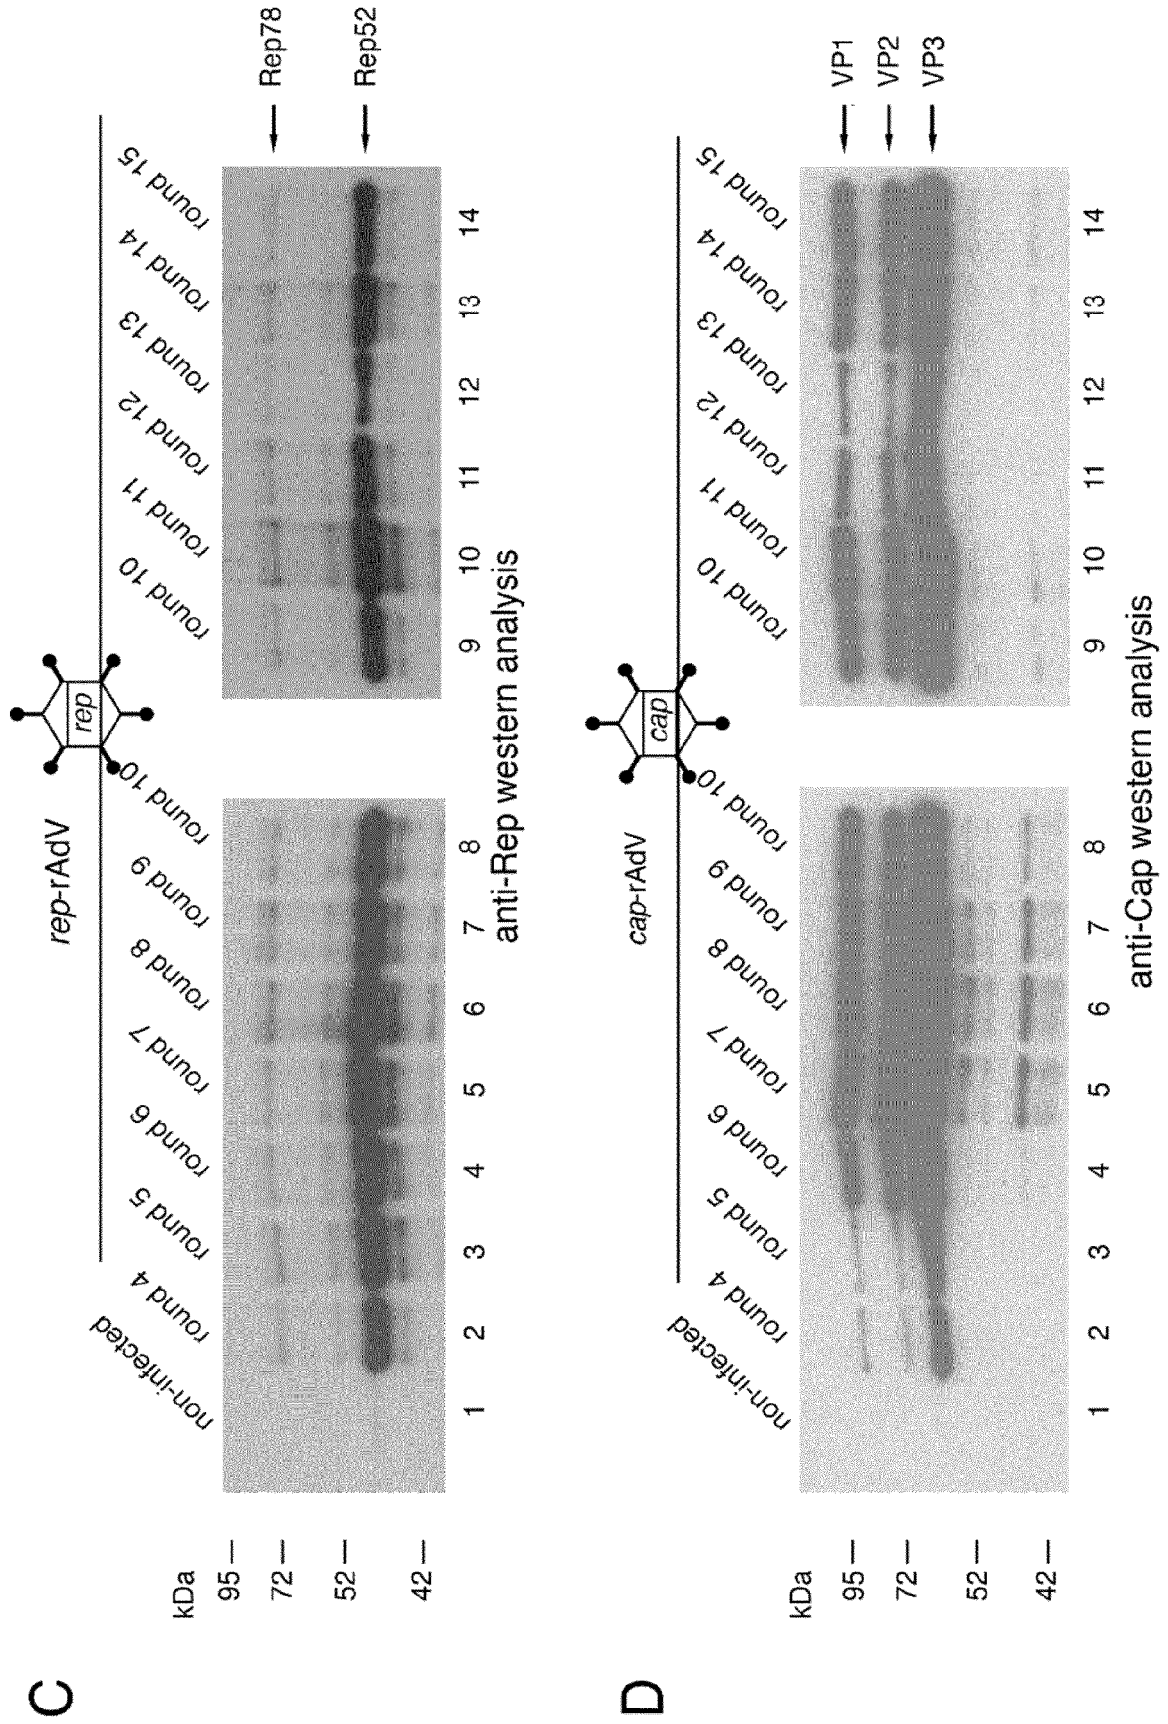 C
rep-rAdV
rep
non-infected
round 4
round 5
round 6
round 7
round 8
round 9
round 10
round 10
round 11
round 12
round 13
round 14
round 15
kDa
95
72
52
42
Rep78
Rep52
1 2 3 4 5 6 7 8 9 10 11 12 13 14
anti-Rep western analysis
D
cap-rAdV
cap
non-infected
round 4
round 5
round 6
round 7
round 8
round 9
round 10
round 10
round 11
round 12
round 13
round 14
round 15
kDa
95
72
52
42
VP1
VP2
VP3
1 2 3 4 5 6 7 8 9 10 11 12 13 14
anti-Cap western analysis